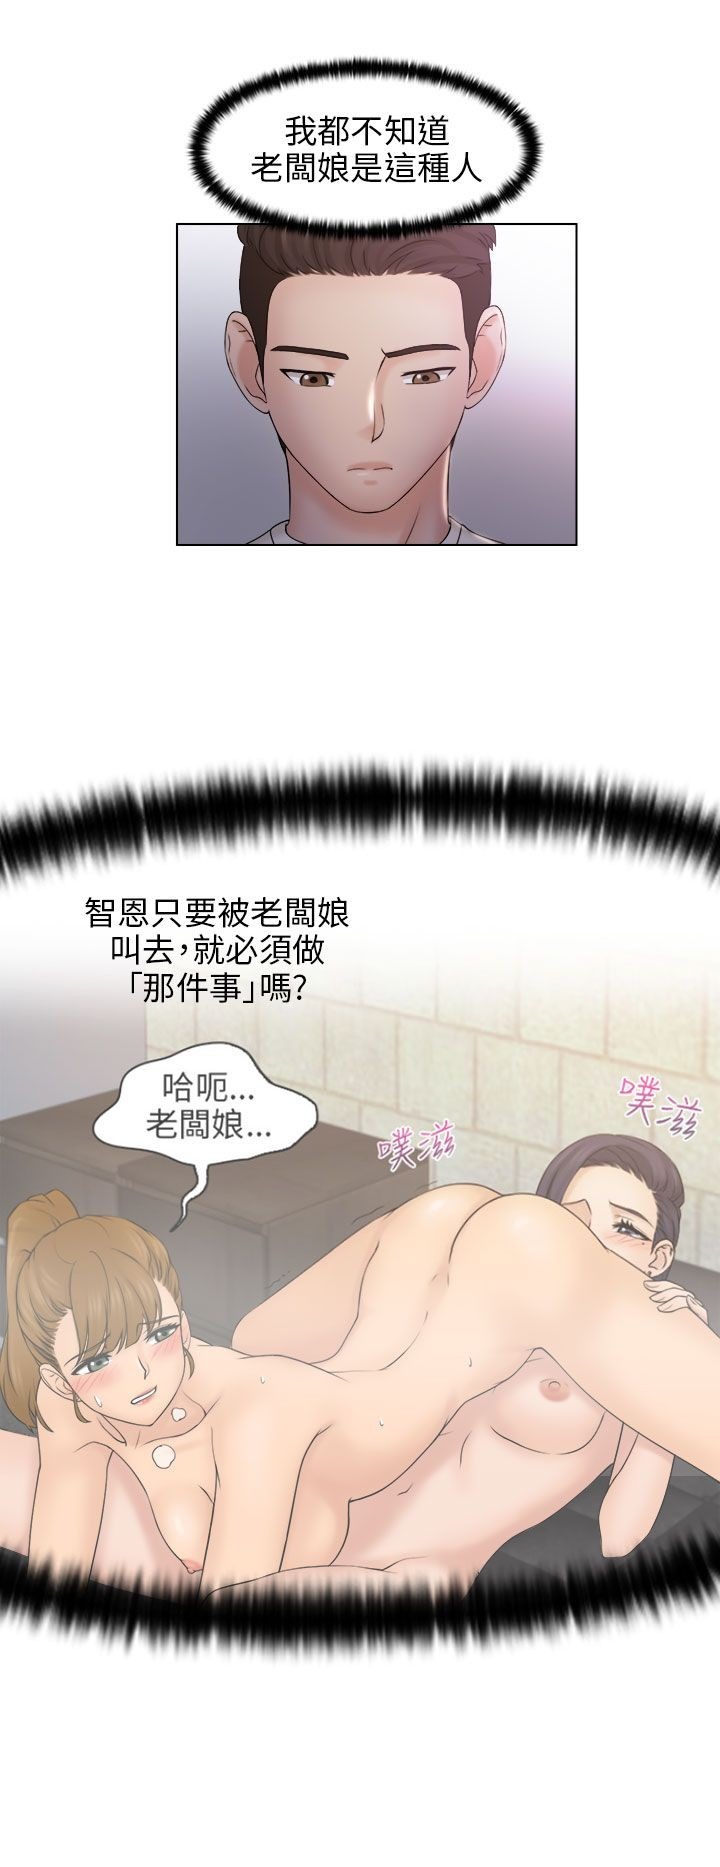 我都不知道
老闆娘是這種人
智恩只要被老闆娘
叫去，就必須做
「那件事」嗎？
哈呃…
老闆娘…
噗滋
噗滋